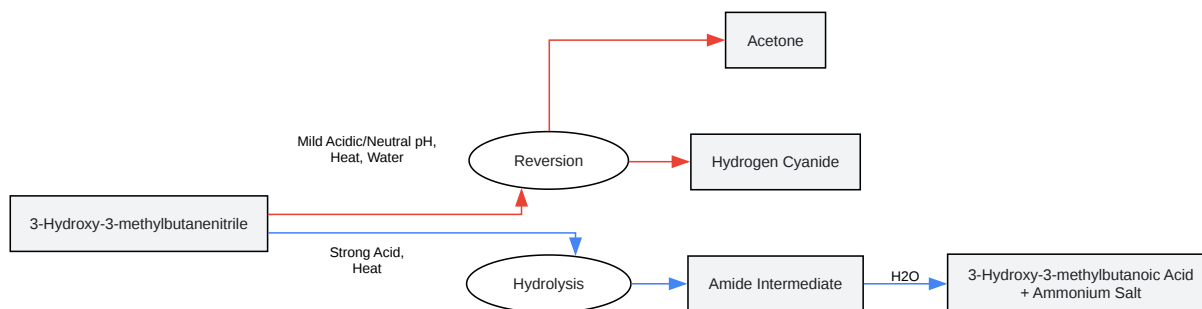 Acetone
Mild Acidic/Neutral pH,
Heat, Water
Reversion
Hydrogen Cyanide
3-Hydroxy-3-methylbutanenitrile
Strong Acid,
Heat
Hydrolysis
Amide Intermediate
H2O
3-Hydroxy-3-methylbutanoic Acid
+ Ammonium Salt